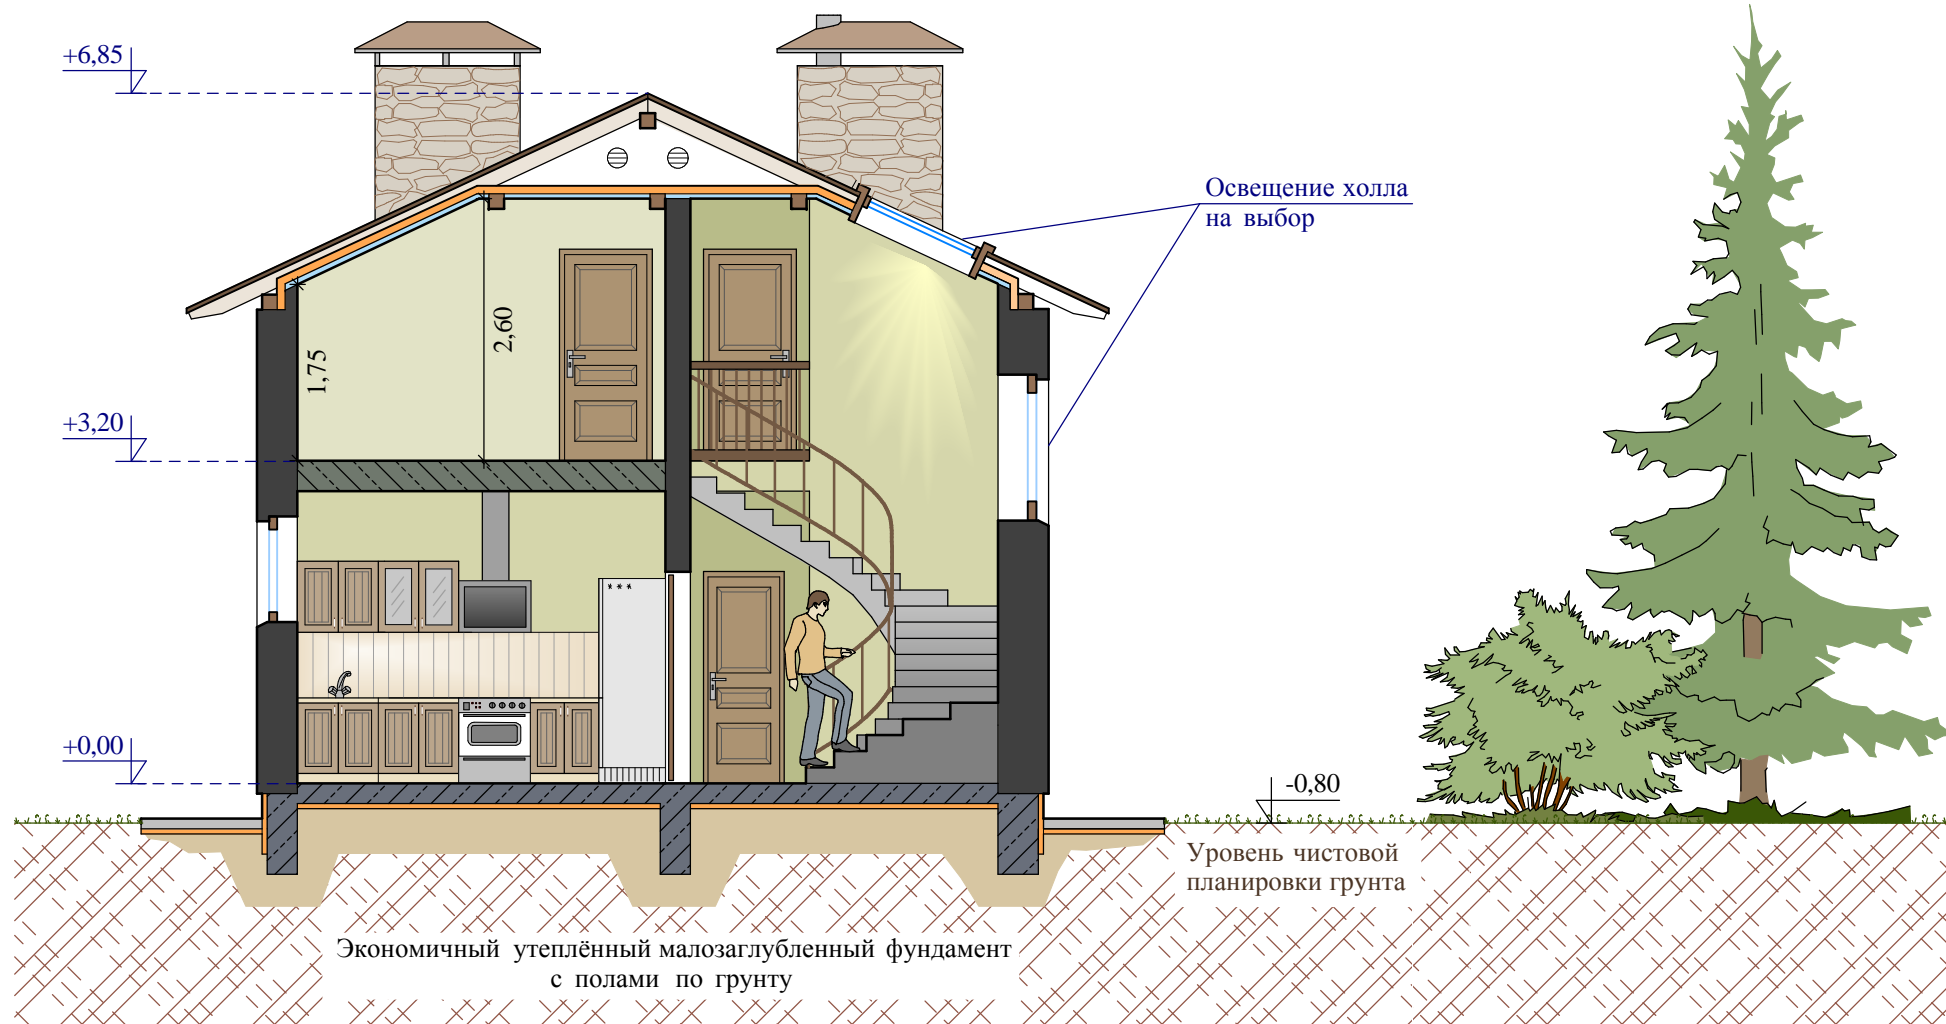 +6,85
Освещение холла
на выбор
2,60
1,75
+3,20
* * *
+0,00
-0,80
Уровень чистовой
планировки грунта
Экономичный утеплённый малозаглубленный фундамент
с полами по грунту